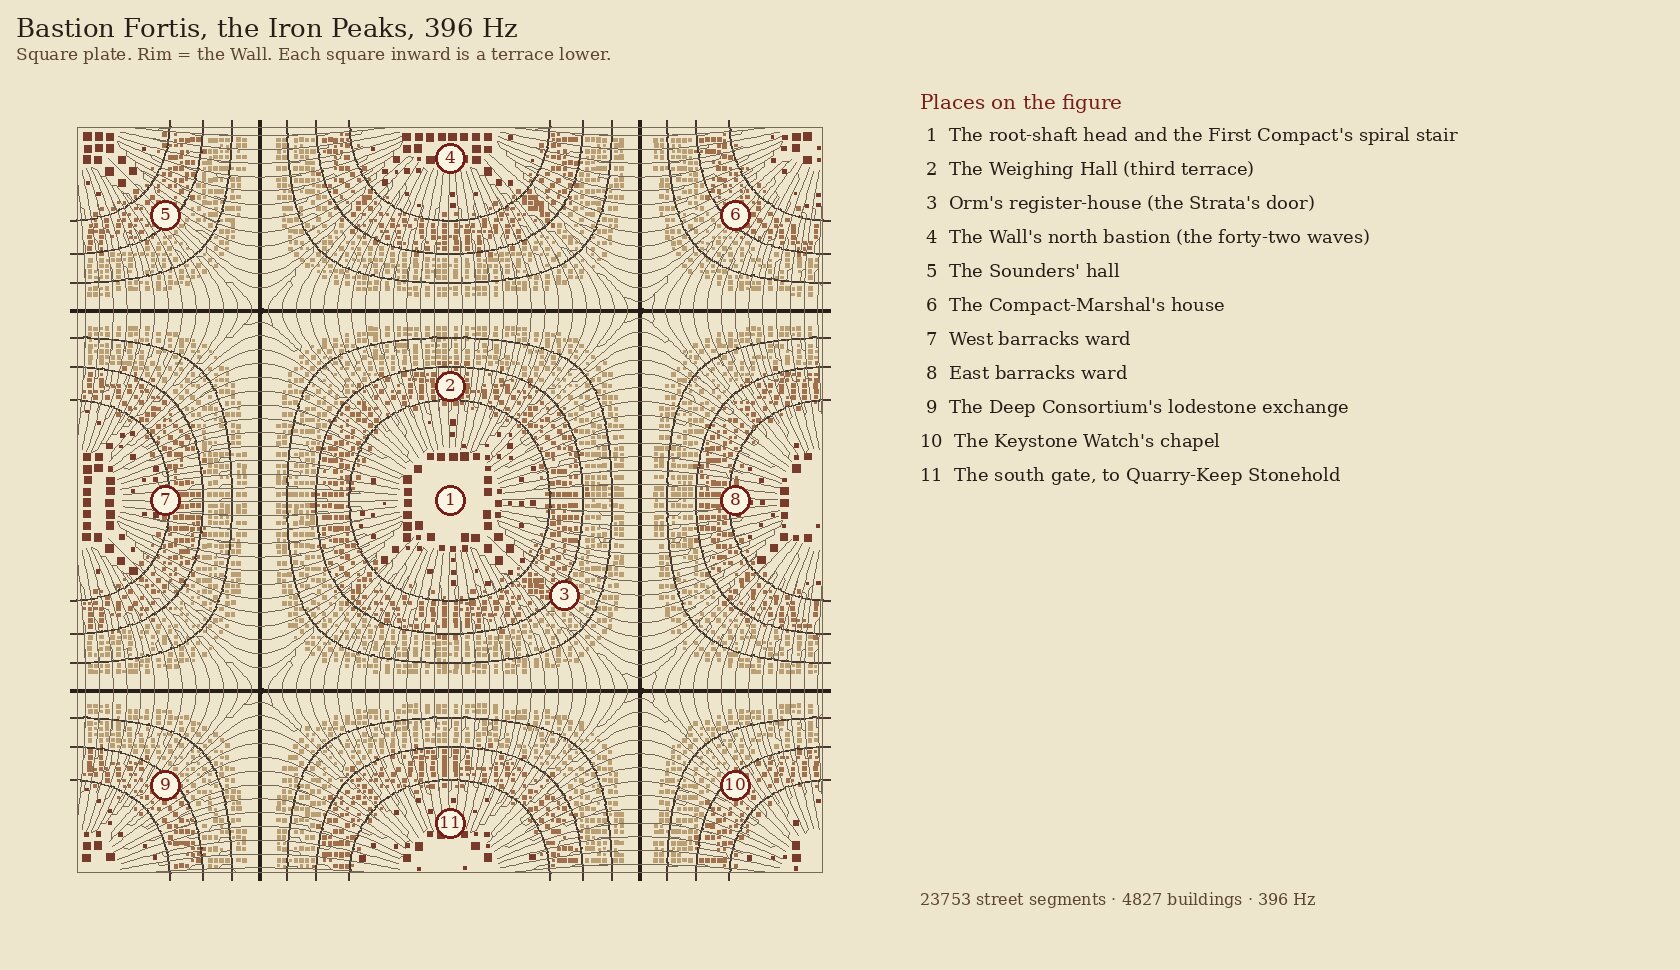 Bastion Fortis, the Iron Peaks, 396 Hz
Square plate. Rim = the Wall. Each square inward is a terrace lower.
Places on the figure
1 The root-shaft head and the First Compact's spiral stair
2 The Weighing Hall (third terrace)
3 Orm's register-house (the Strata's door)
4 The Wall's north bastion (the forty-two waves)
5 The Sounders' hall
6 The Compact-Marshal's house
7 West barracks ward
8 East barracks ward
9 The Deep Consortium's lodestone exchange
10 The Keystone Watch's chapel
11 The south gate, to Quarry-Keep Stonehold
4
5
6
2
7
1
8
3
9
10
11
23753 street segments · 4827 buildings · 396 Hz